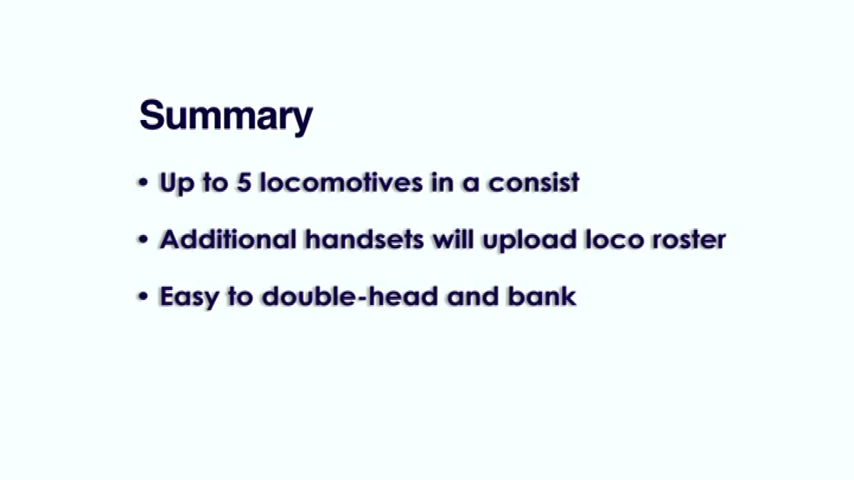 Summary
• Up to 5 locomotives in a consist
• Additional handsets will upload loco roster
• Easy to double-head and bank